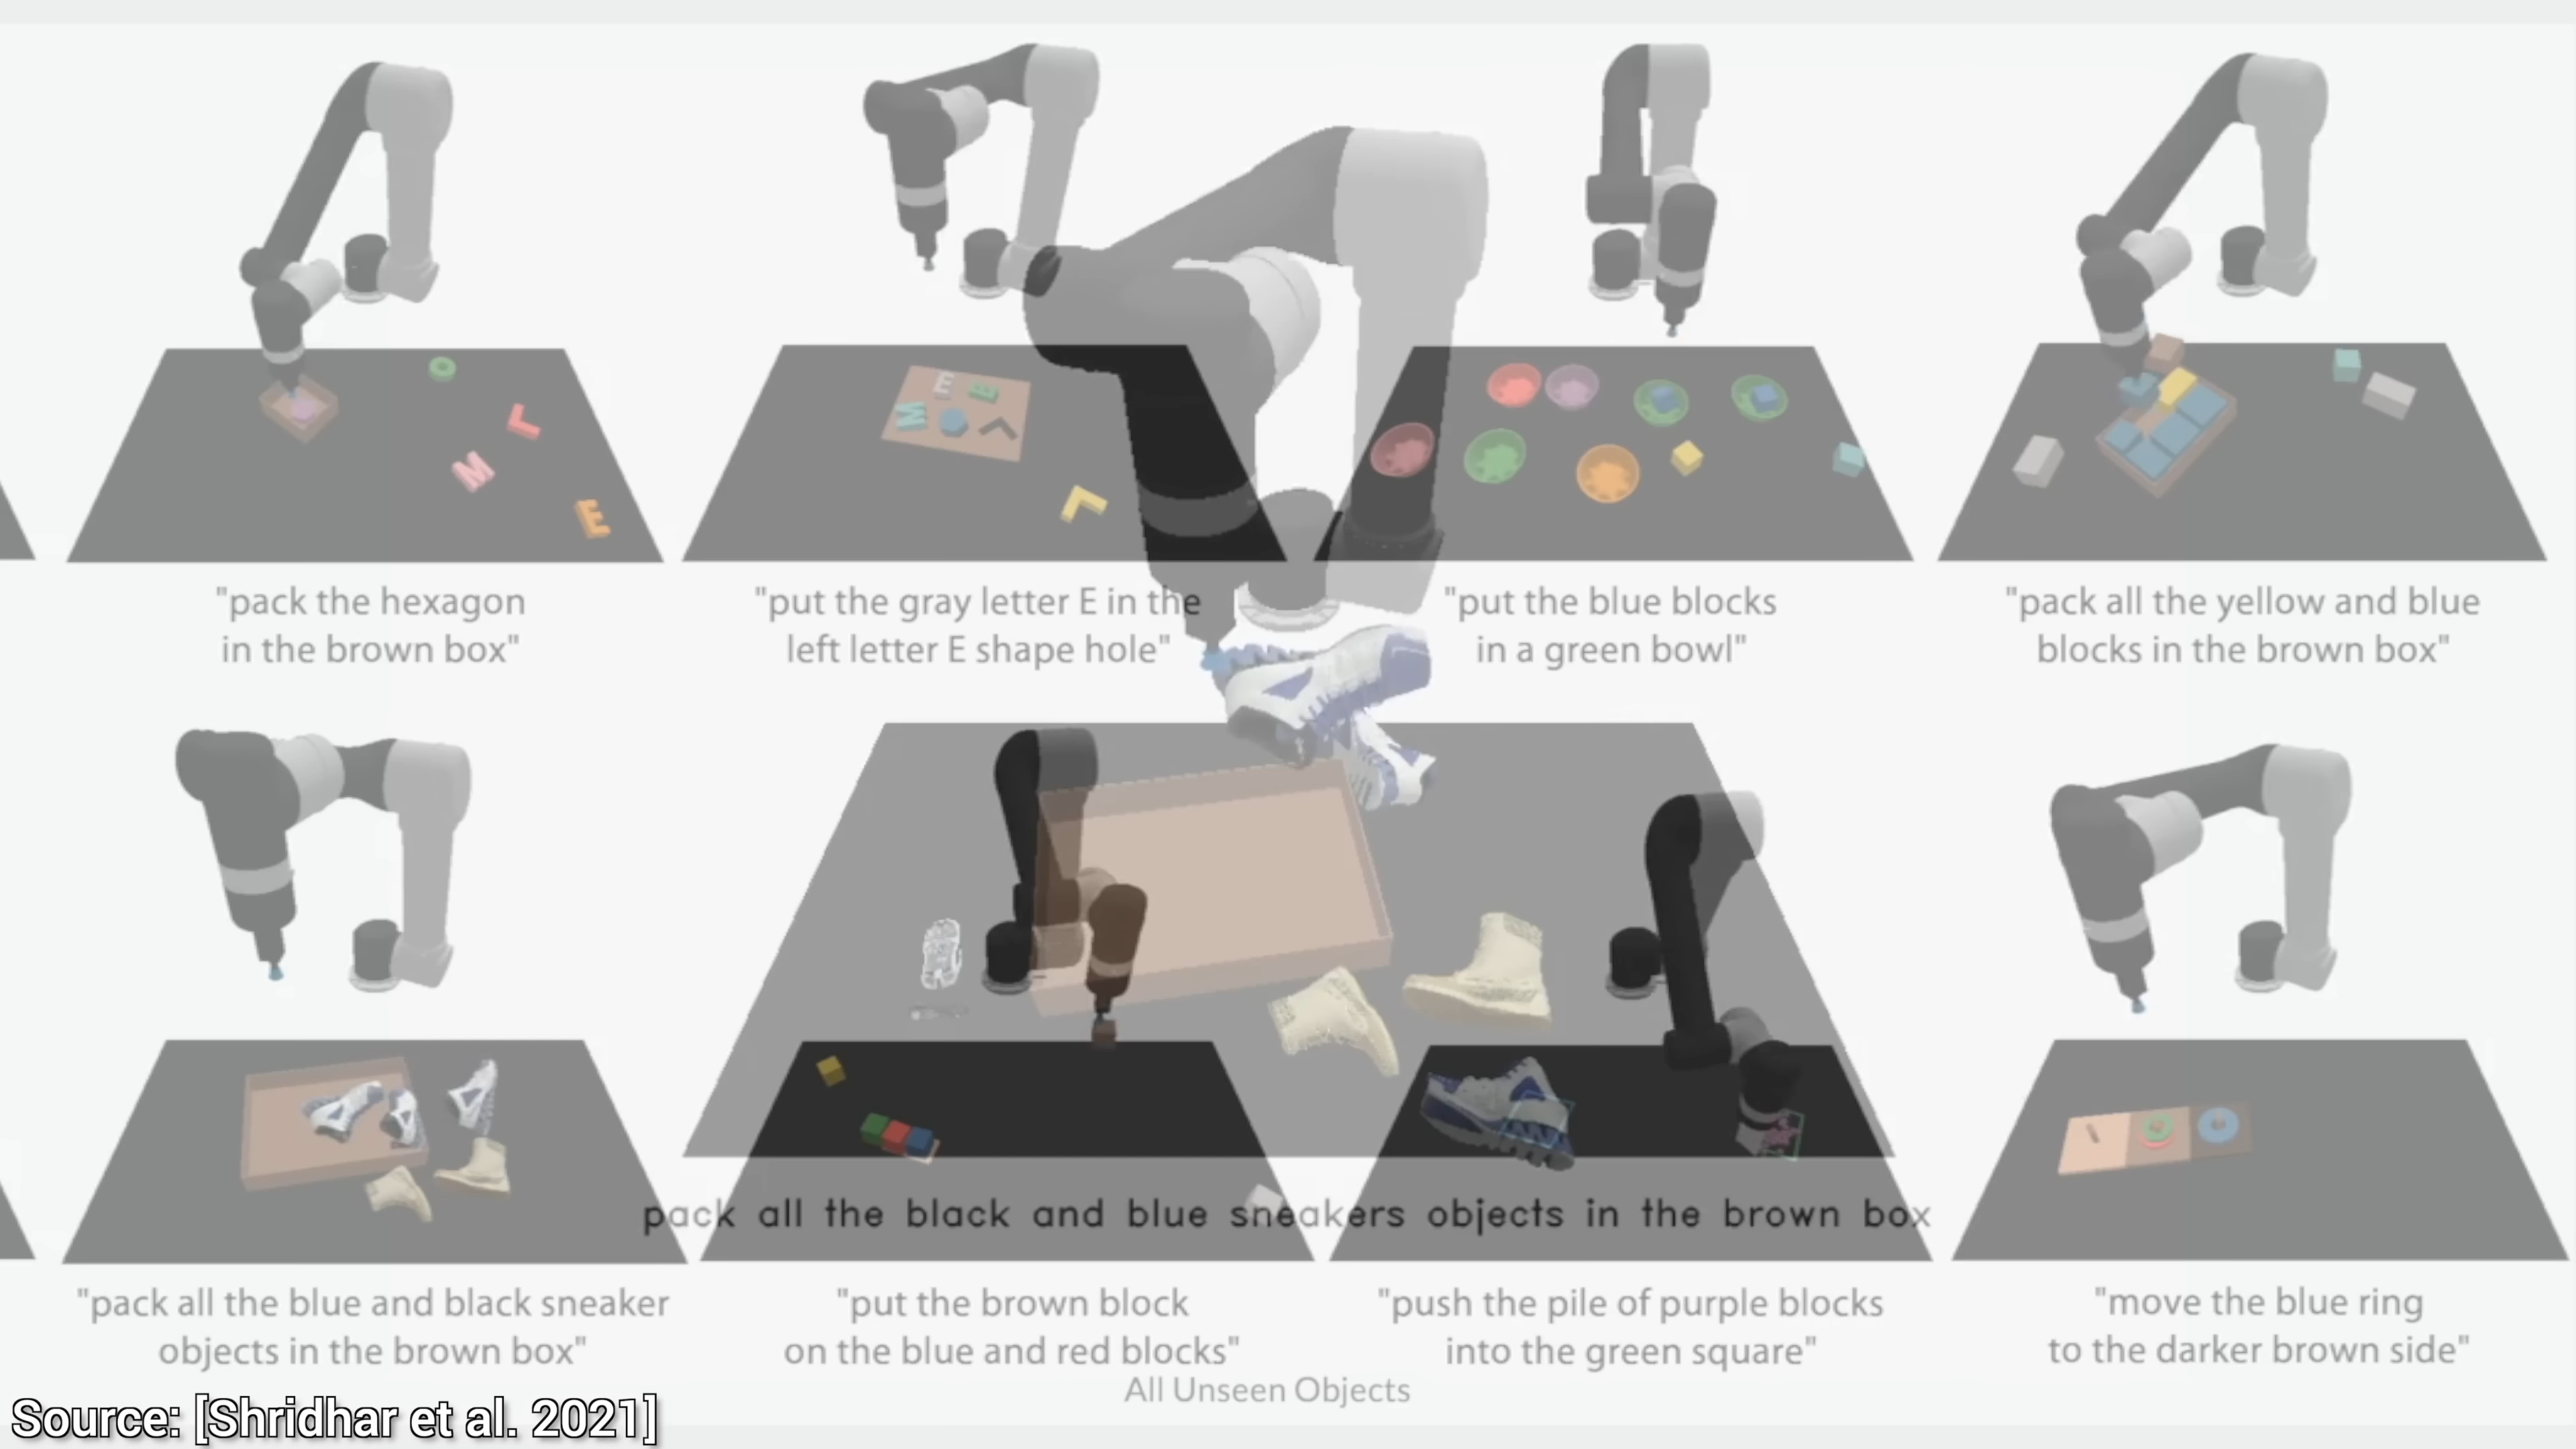 "pack the hexagon
in the brown box"
"put the gray letter E in the
left letter E shape hole"
"put the blue blocks
in a green bowl"
"pack all the yellow and blue
blocks in the brown box"
pack all the black and blue sneakers objects in the brown box
"pack all the blue and black sneaker
objects in the brown box"
"put the brown block
on the blue and red blocks"
"push the pile of purple blocks
into the green square"
"move the blue ring
to the darker brown side"
All Unseen Objects
Source: [Shridhar et al. 2021]